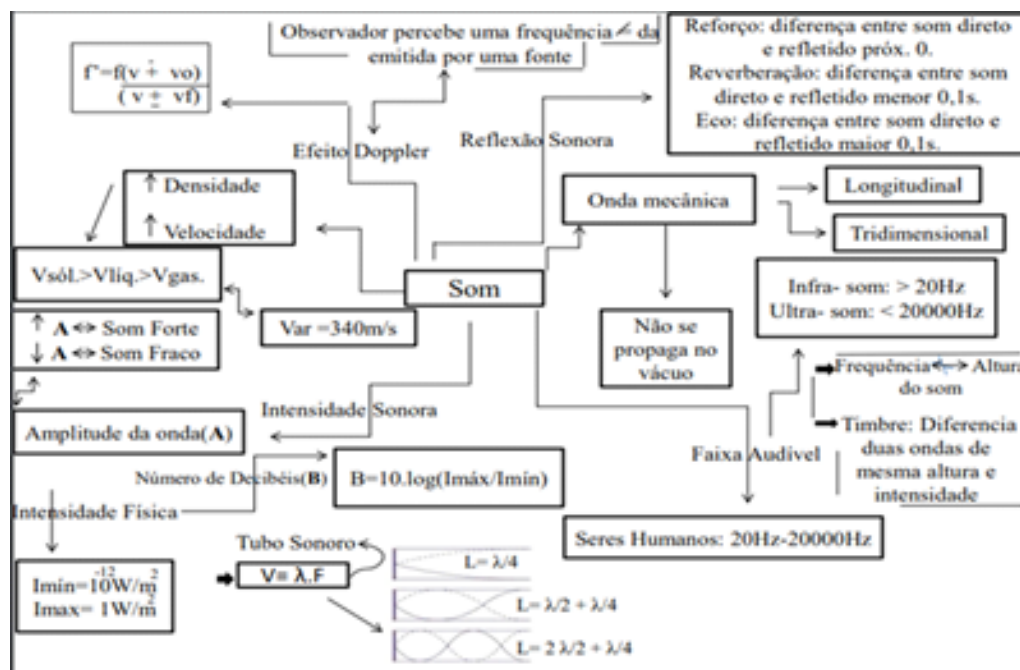 Observador percebe uma frequência ≠ da
emitida por uma fonte
f'=f(v ± vo)
( v ± vf)
Reforço: diferença entre som direto
e refletido próx. 0.
Reverberação: diferença entre som
direto e refletido menor 0,1s.
Eco: diferença entre som direto e
refletido maior 0,1s.
Efeito Doppler
Reflexão Sonora
↑ Densidade
↑ Velocidade
Onda mecânica
Longitudinal
Tridimensional
Vsól.>Vlíq.>Vgas.
Som
Infra- som: > 20Hz
Ultra- som: < 20000Hz
Var =340m/s
↑ A ⇔ Som Forte
↓ A ⇔ Som Fraco
Não se
propaga no
vácuo
Frequência ↔ Altura
do som
Timbre: Diferencia
duas ondas de
mesma altura e
intensidade
Intensidade Sonora
Amplitude da onda(A)
Faixa Audível
Número de Decibéis(B)
B=10.log(Imáx/Imín)
Intensidade Física
Seres Humanos: 20Hz-20000Hz
Tubo Sonoro
V= λ.F
Imín=10⁻¹²W/m²
Imax= 1W/m²
L= λ/4
L= λ/2 + λ/4
L= 2 λ/2 + λ/4